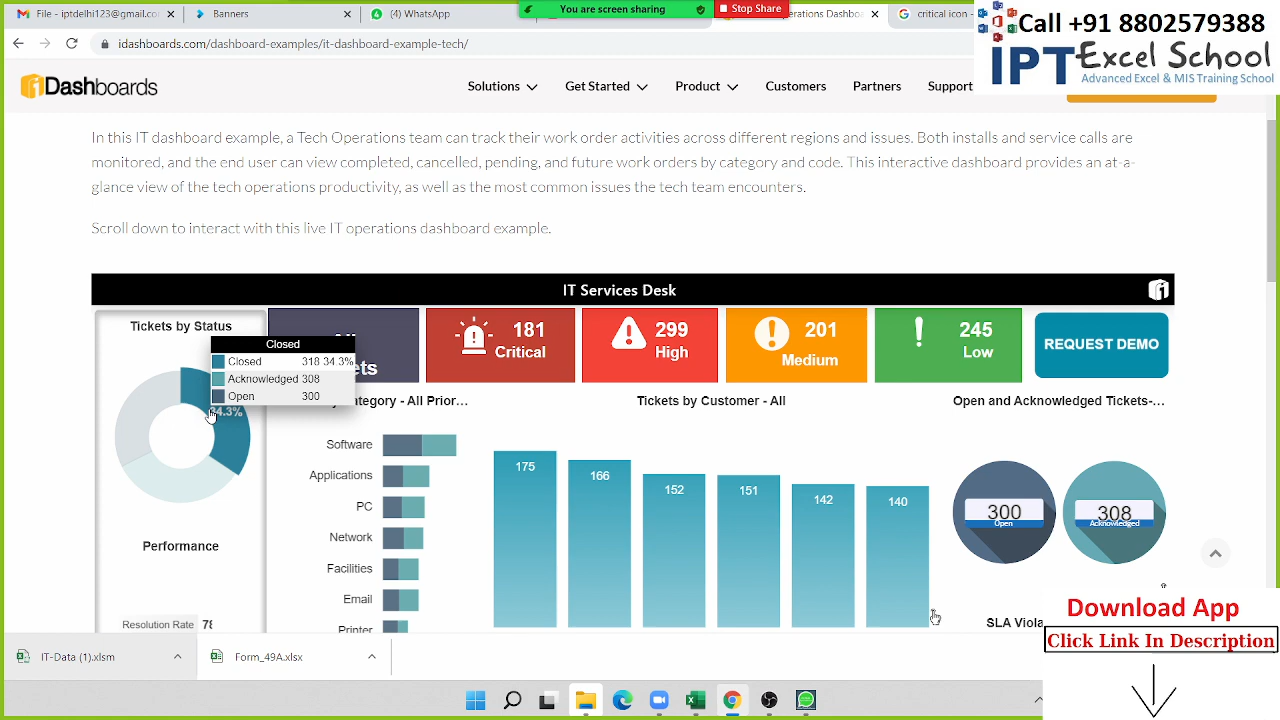 File - iptdelhi123@gmail.co
Banners
(4) WhatsApp
You are screen sharing
Stop Share
Operations Dashbo
critical icon -
Call +91 8802579388
idashboards.com/dashboard-examples/it-dashboard-example-tech/
IPT Excel School
Advanced Excel & MIS Training School
iDashboards
Solutions
Get Started
Product
Customers
Partners
Support
In this IT dashboard example, a Tech Operations team can track their work order activities across different regions and issues. Both installs and service calls are
monitored, and the end user can view completed, cancelled, pending, and future work orders by category and code. This interactive dashboard provides an at-a-
glance view of the tech operations productivity, as well as the most common issues the tech team encounters.
Scroll down to interact with this live IT operations dashboard example.
IT Services Desk
Tickets by Status
Closed
Closed 318 34.3%
Acknowledged 308
Open 300
34.3%
181
Critical
299
High
201
Medium
245
Low
REQUEST DEMO
ategory - All Prior...
Tickets by Customer - All
Open and Acknowledged Tickets-...
Software
Applications
PC
Network
Facilities
Email
Printer
175
166
152
151
142
140
300
Open
308
Acknowledged
Performance
Resolution Rate
SLA Viola
Download App
Click Link In Description
IT-Data (1).xlsm
Form_49A.xlsx